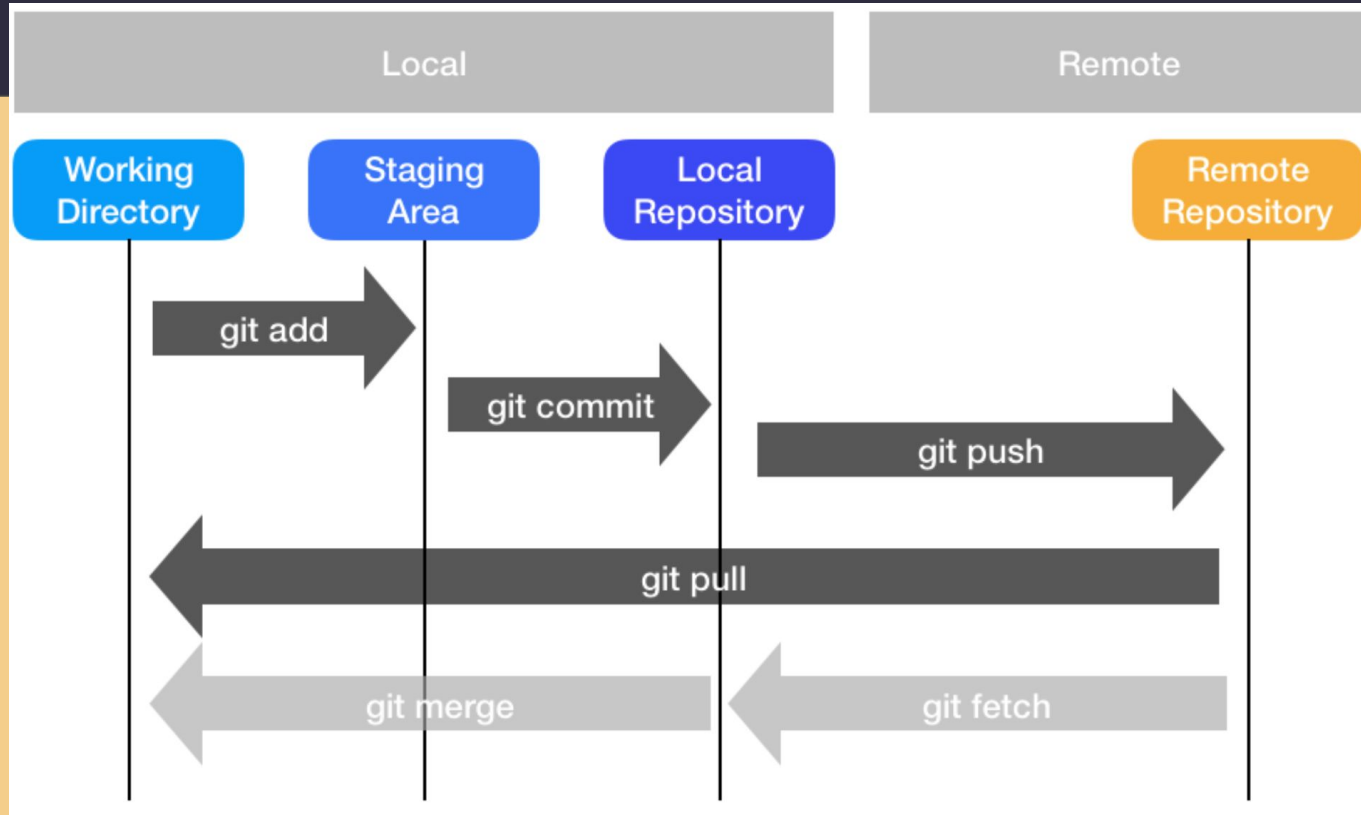 Local
Remote
Working
Directory
Staging
Area
Local
Repository
Remote
Repository
git add
git commit
git push
git pull
git merge
git fetch